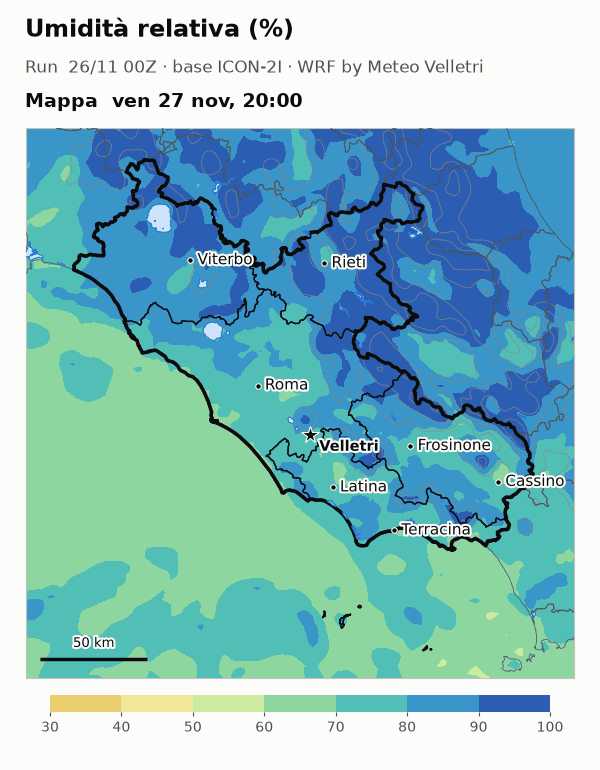 Umidità relativa (%)
Run  26/11 00Z · base ICON-2I · WRF by Meteo Velletri
Mappa  ven 27 nov, 20:00
Viterbo
Rieti
Roma
Velletri
Frosinone
Latina
Cassino
Terracina
50 km
30 40 50 60 70 80 90 100